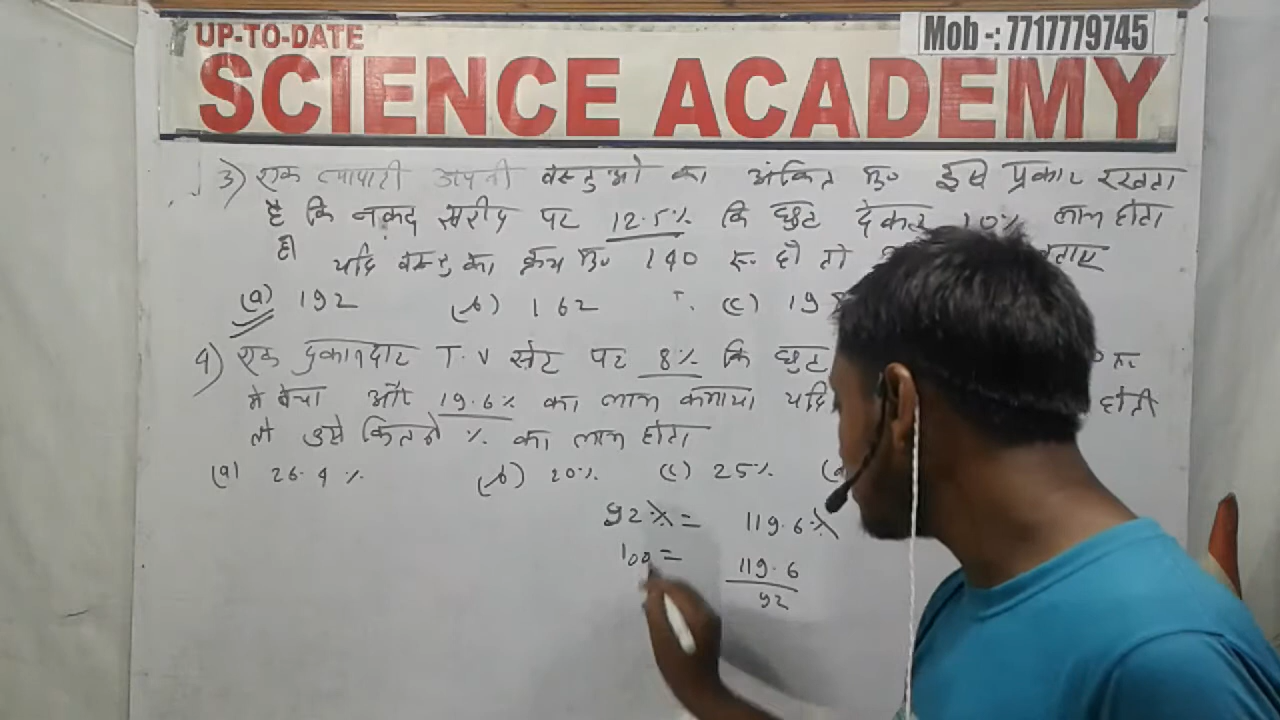 UP-TO-DATE
Mob -: 7717779745
SCIENCE ACADEMY
3) एक व्यापारी अपनी वस्तुओ का अंकित मू० इस प्रकार रखता
है कि नकद खरीद पर 12.5% कि छुट देकर 10% लाभ होता
हो यदि वस्तु का क्रय मू० 140 रू० हो तो
(a) 192 (b) 162 (c) 19
4) एक दुकानदार T.V सेट पर 8% कि छुट
मे बेचा और 19.6% का लाभ कमाया यदि होती
तो उसे कितने % का लाभ होता
(a) 26.4% (b) 20% (c) 25%
92% = 119.6%
100 = 119.6
92